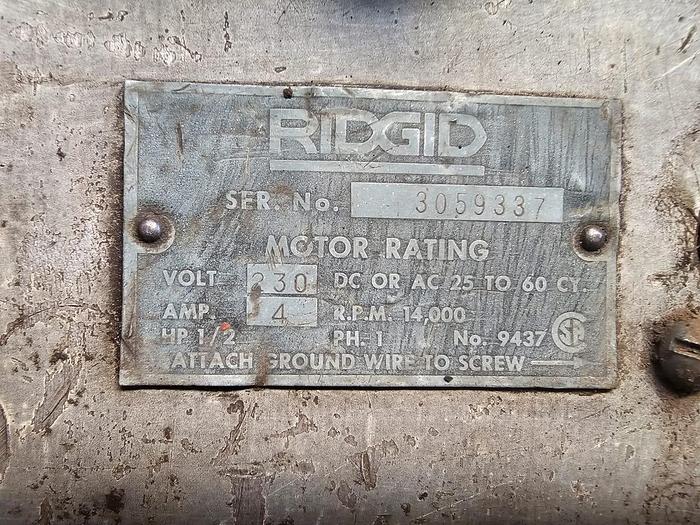 RIDGID
SER. No. 3059337
MOTOR RATING
VOLT 230 DC OR AC 25 TO 60 CY.
AMP. 4 R.P.M. 14,000
HP 1/2 PH. 1 No. 9437 SA
ATTACH GROUND WIRE TO SCREW →